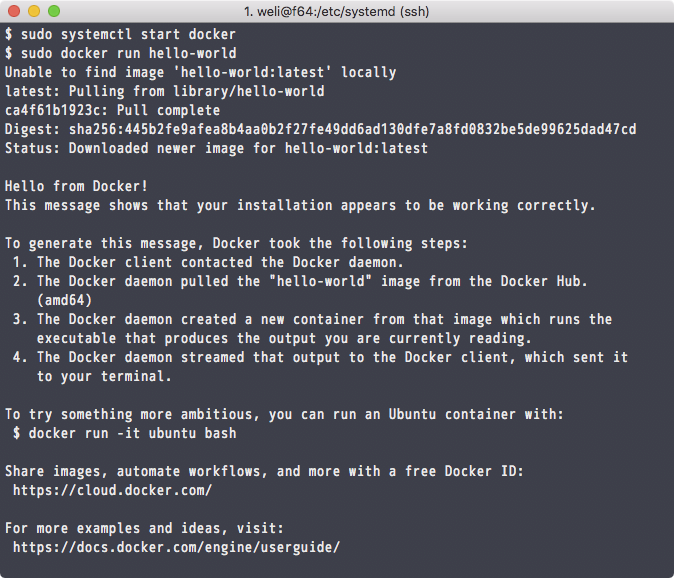 1. weli@f64:/etc/systemd (ssh)
$ sudo systemctl start docker
$ sudo docker run hello-world
Unable to find image 'hello-world:latest' locally
latest: Pulling from library/hello-world
ca4f61b1923c: Pull complete
Digest: sha256:445b2fe9afea8b4aa0b2f27fe49dd6ad130dfe7a8fd0832be5de99625dad47cd
Status: Downloaded newer image for hello-world:latest

Hello from Docker!
This message shows that your installation appears to be working correctly.

To generate this message, Docker took the following steps:
 1. The Docker client contacted the Docker daemon.
 2. The Docker daemon pulled the "hello-world" image from the Docker Hub.
    (amd64)
 3. The Docker daemon created a new container from that image which runs the
    executable that produces the output you are currently reading.
 4. The Docker daemon streamed that output to the Docker client, which sent it
    to your terminal.

To try something more ambitious, you can run an Ubuntu container with:
 $ docker run -it ubuntu bash

Share images, automate workflows, and more with a free Docker ID:
 https://cloud.docker.com/

For more examples and ideas, visit:
 https://docs.docker.com/engine/userguide/